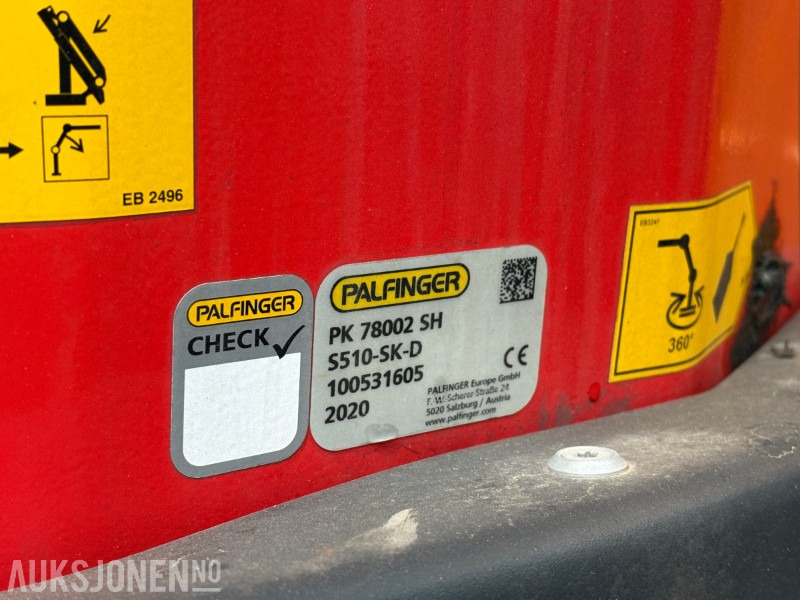 EB 2496
EB3247
360°
PALFINGER
CHECK
PALFINGER
PK 78002 SH
S510-SK-D
100531605
2020
CE
PALFINGER Europe GmbH
F.-W.-Scherer-Straße 24
5020 Salzburg / Austria
www.palfinger.com
AUKSJONEN.NO